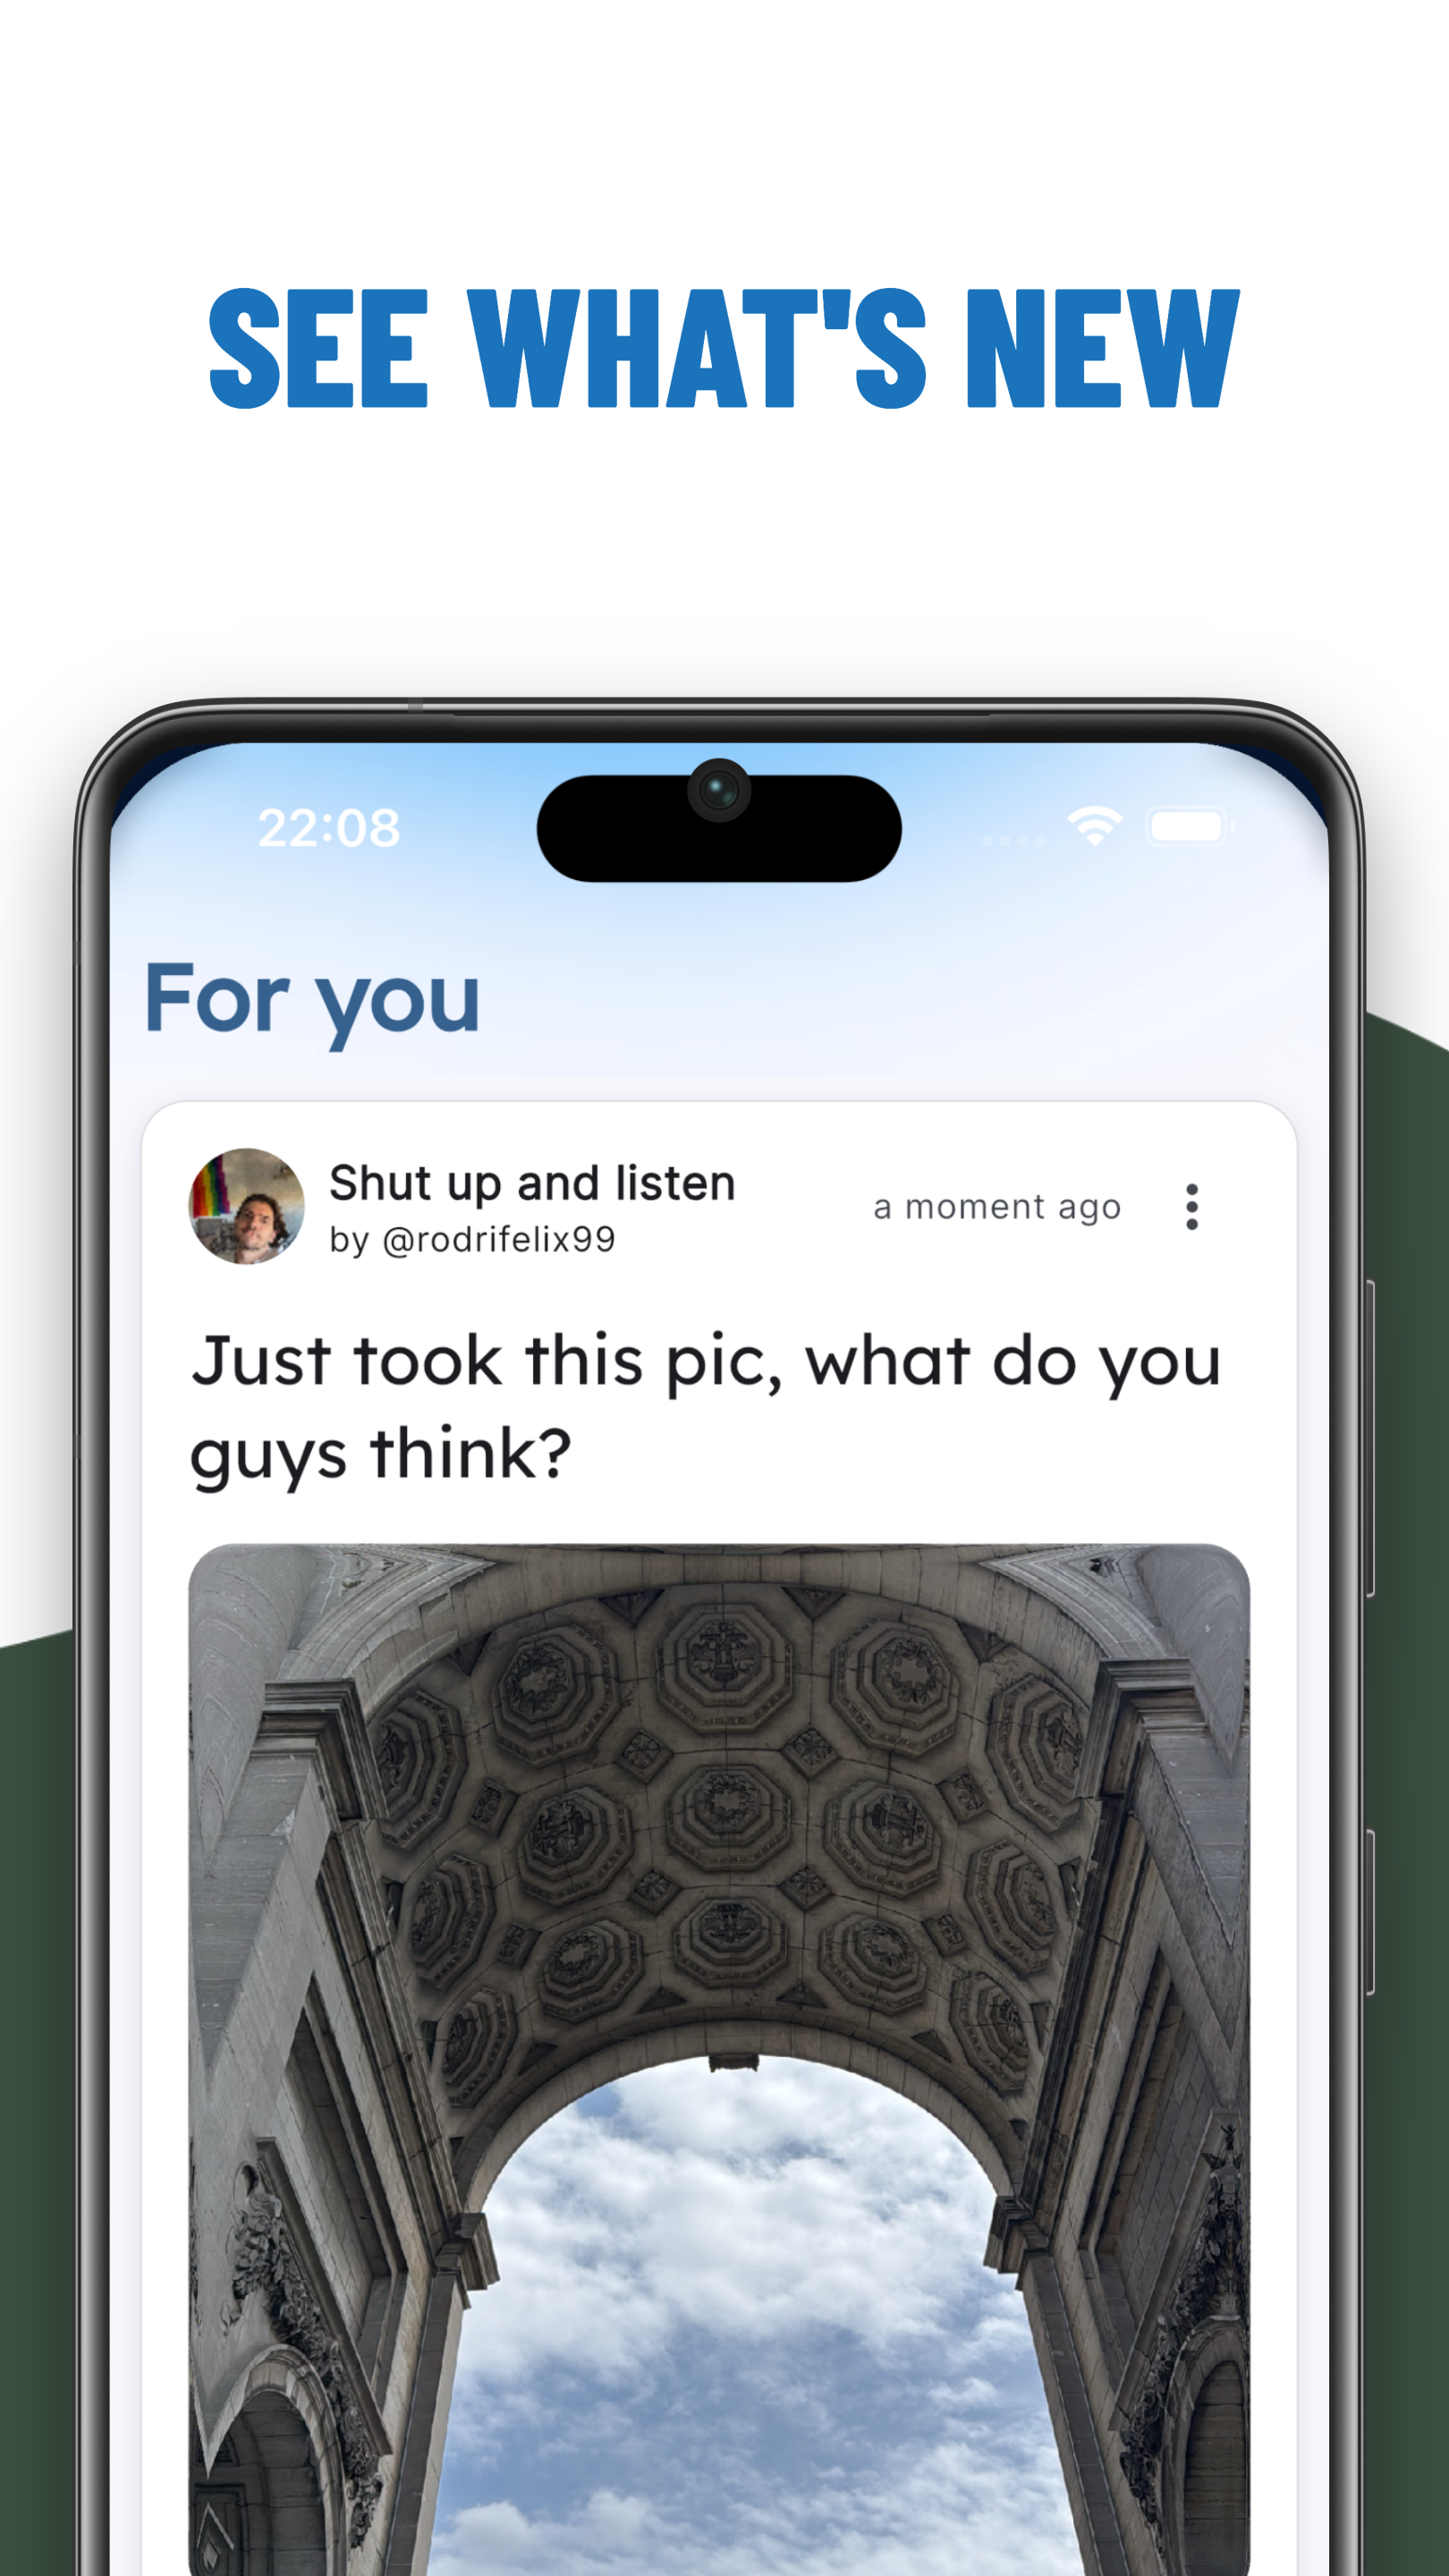 SEE WHAT'S NEW
22:08
For you
Shut up and listen
a moment ago
by @rodrifelix99
Just took this pic, what do you
guys think?